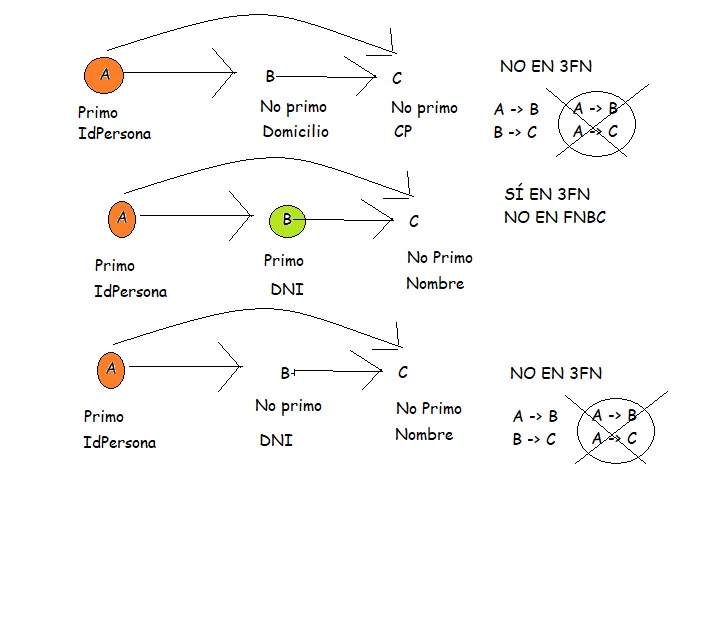 A B C
Primo No primo No primo
IdPersona Domicilio CP
NO EN 3FN
A -> B A -> B
B -> C A -> C
A B C
Primo Primo No Primo
IdPersona DNI Nombre
SÍ EN 3FN
NO EN FNBC
A B C
Primo No primo No Primo
IdPersona DNI Nombre
NO EN 3FN
A -> B A -> B
B -> C A -> C